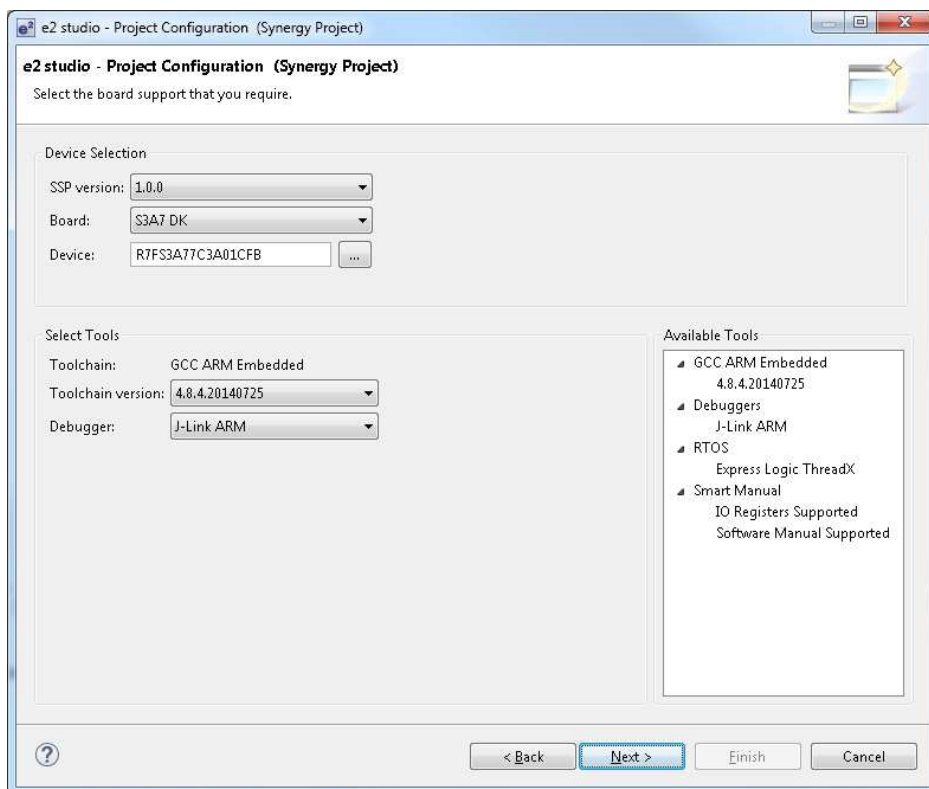 e² e2 studio - Project Configuration (Synergy Project)
e2 studio - Project Configuration (Synergy Project)
Select the board support that you require.
Device Selection
SSP version: 1.0.0
Board: S3A7 DK
Device: R7FS3A77C3A01CFB ...
Select Tools
Toolchain: GCC ARM Embedded
Toolchain version: 4.8.4.20140725
Debugger: J-Link ARM
Available Tools
GCC ARM Embedded
4.8.4.20140725
Debuggers
J-Link ARM
RTOS
Express Logic ThreadX
Smart Manual
IO Registers Supported
Software Manual Supported
? < Back Next > Finish Cancel